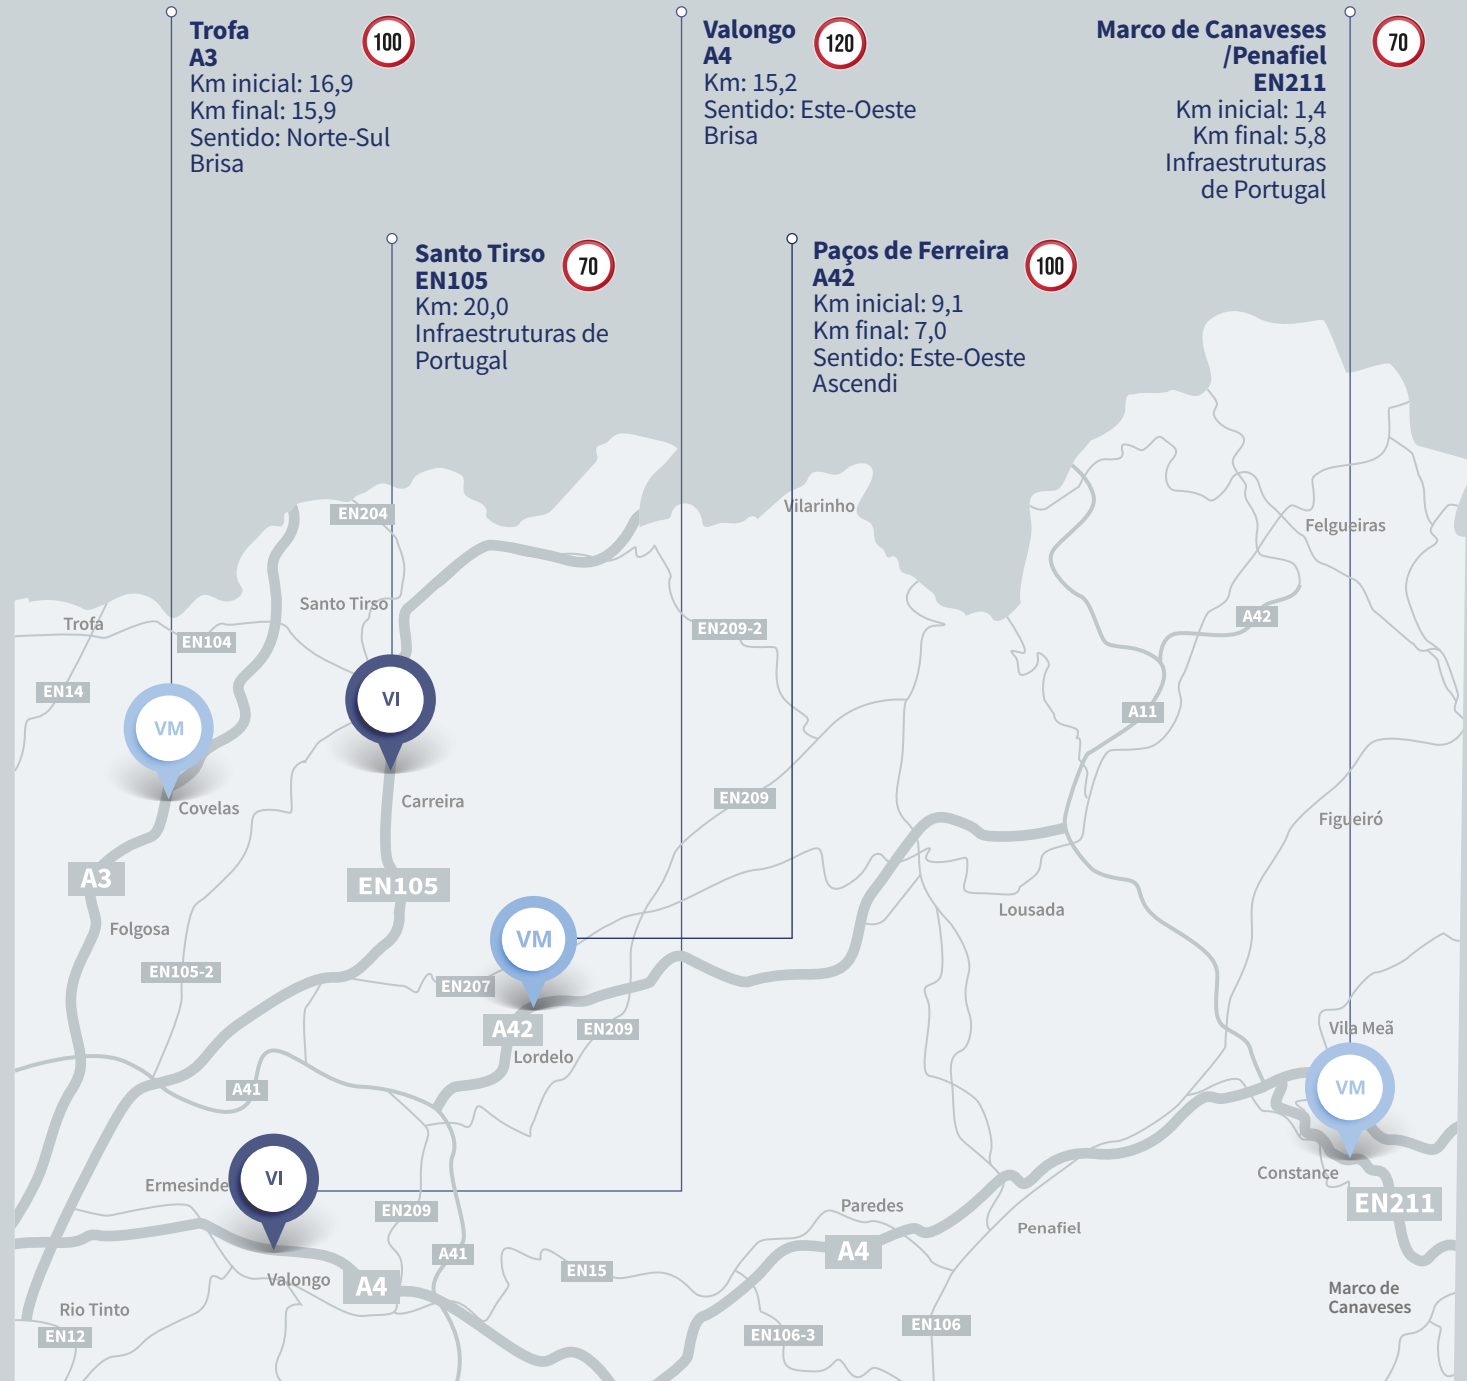 Trofa
A3
100
Km inicial: 16,9
Km final: 15,9
Sentido: Norte-Sul
Brisa
Valongo
A4
120
Km: 15,2
Sentido: Este-Oeste
Brisa
Marco de Canaveses
/Penafiel
EN211
70
Km inicial: 1,4
Km final: 5,8
Infraestruturas
de Portugal
Santo Tirso
EN105
70
Km: 20,0
Infraestruturas de
Portugal
Paços de Ferreira
A42
100
Km inicial: 9,1
Km final: 7,0
Sentido: Este-Oeste
Ascendi
Vilarinho
EN204
Felgueiras
Santo Tirso
Trofa
A42
EN209-2
EN104
EN14
VI
A11
VM
EN209
Carreira
Covelas
Figueiró
A3
EN105
Lousada
Folgosa
VM
EN105-2
EN207
A42
EN209
Vila Meã
Lordelo
A41
VM
Constance
VI
Ermesinde
EN211
Paredes
EN209
Penafiel
A41
A4
EN15
Valongo
A4
Marco de
Canaveses
Rio Tinto
EN12
EN106-3
EN106